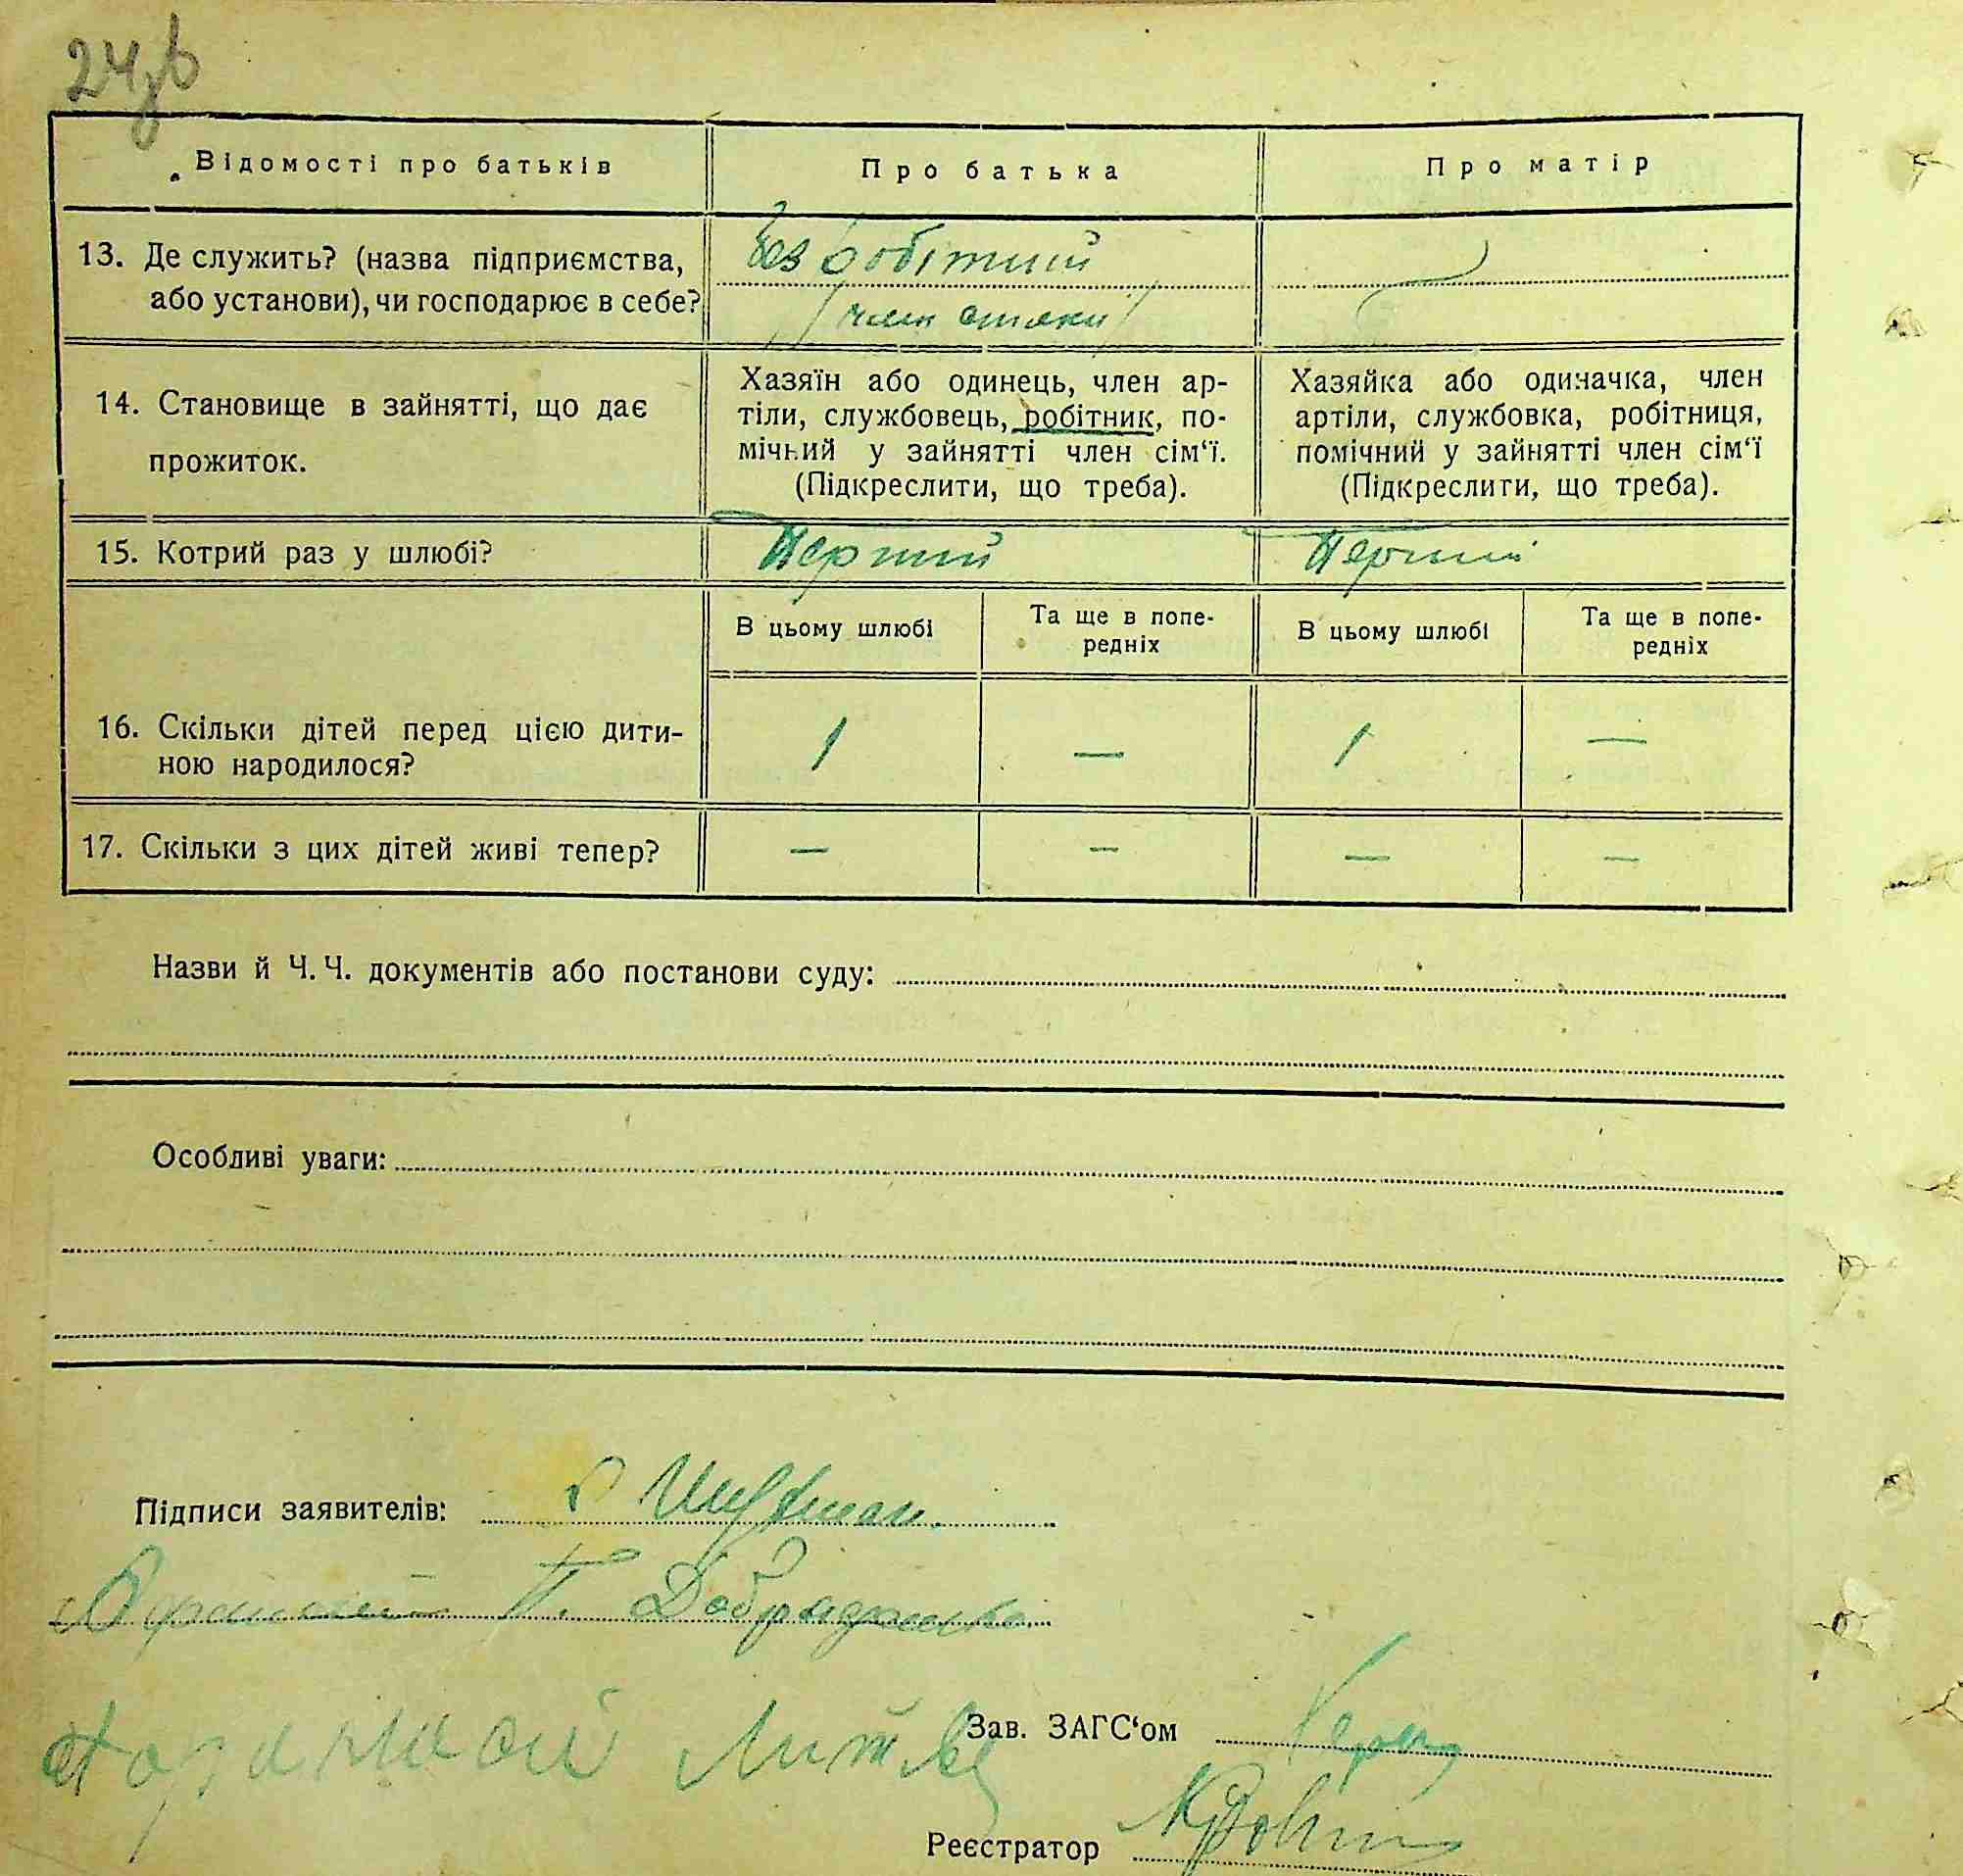 24зв
Відомості про батьків
Про батька
Про матір
13. Де служить? (назва підприємства,
або установи), чи господарює в себе?
Безробітний
/член спілки/
14. Становище в зайнятті, що дає
прожиток.
Хазяїн або одинець, член ар-
тіли, службовець, робітник, по-
мічний у зайнятті член сім‘ї.
(Підкреслити, що треба).
Хазяйка або одиначка, член
артіли, службовка, робітниця,
помічний у зайнятті член сім‘ї
(Підкреслити, що треба).
15. Котрий раз у шлюбі?
Перший
Перший
В цьому шлюбі
Та ще в попе-
редніх
В цьому шлюбі
Та ще в попе-
редніх
16. Скільки дітей перед цією дити-
ною народилося?
1 — 1 —
17. Скільки з цих дітей живі тепер?
— — — —
Назви й Ч. Ч. документів або постанови суду:
Особливі уваги:
Підписи заявителів:
П.
Зав. ЗАГС‘ом
Реєстратор